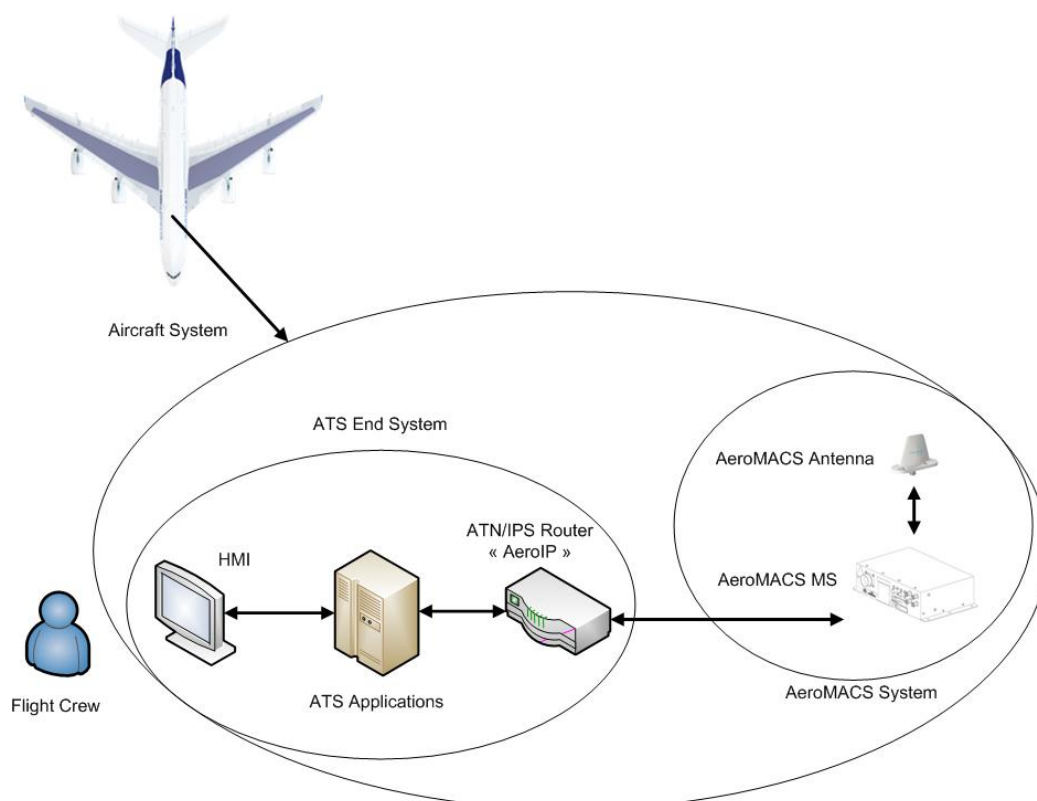 Aircraft System
ATS End System
AeroMACS Antenna
ATN/IPS Router
« AeroIP »
HMI
AeroMACS MS
AeroMACS System
ATS Applications
Flight Crew